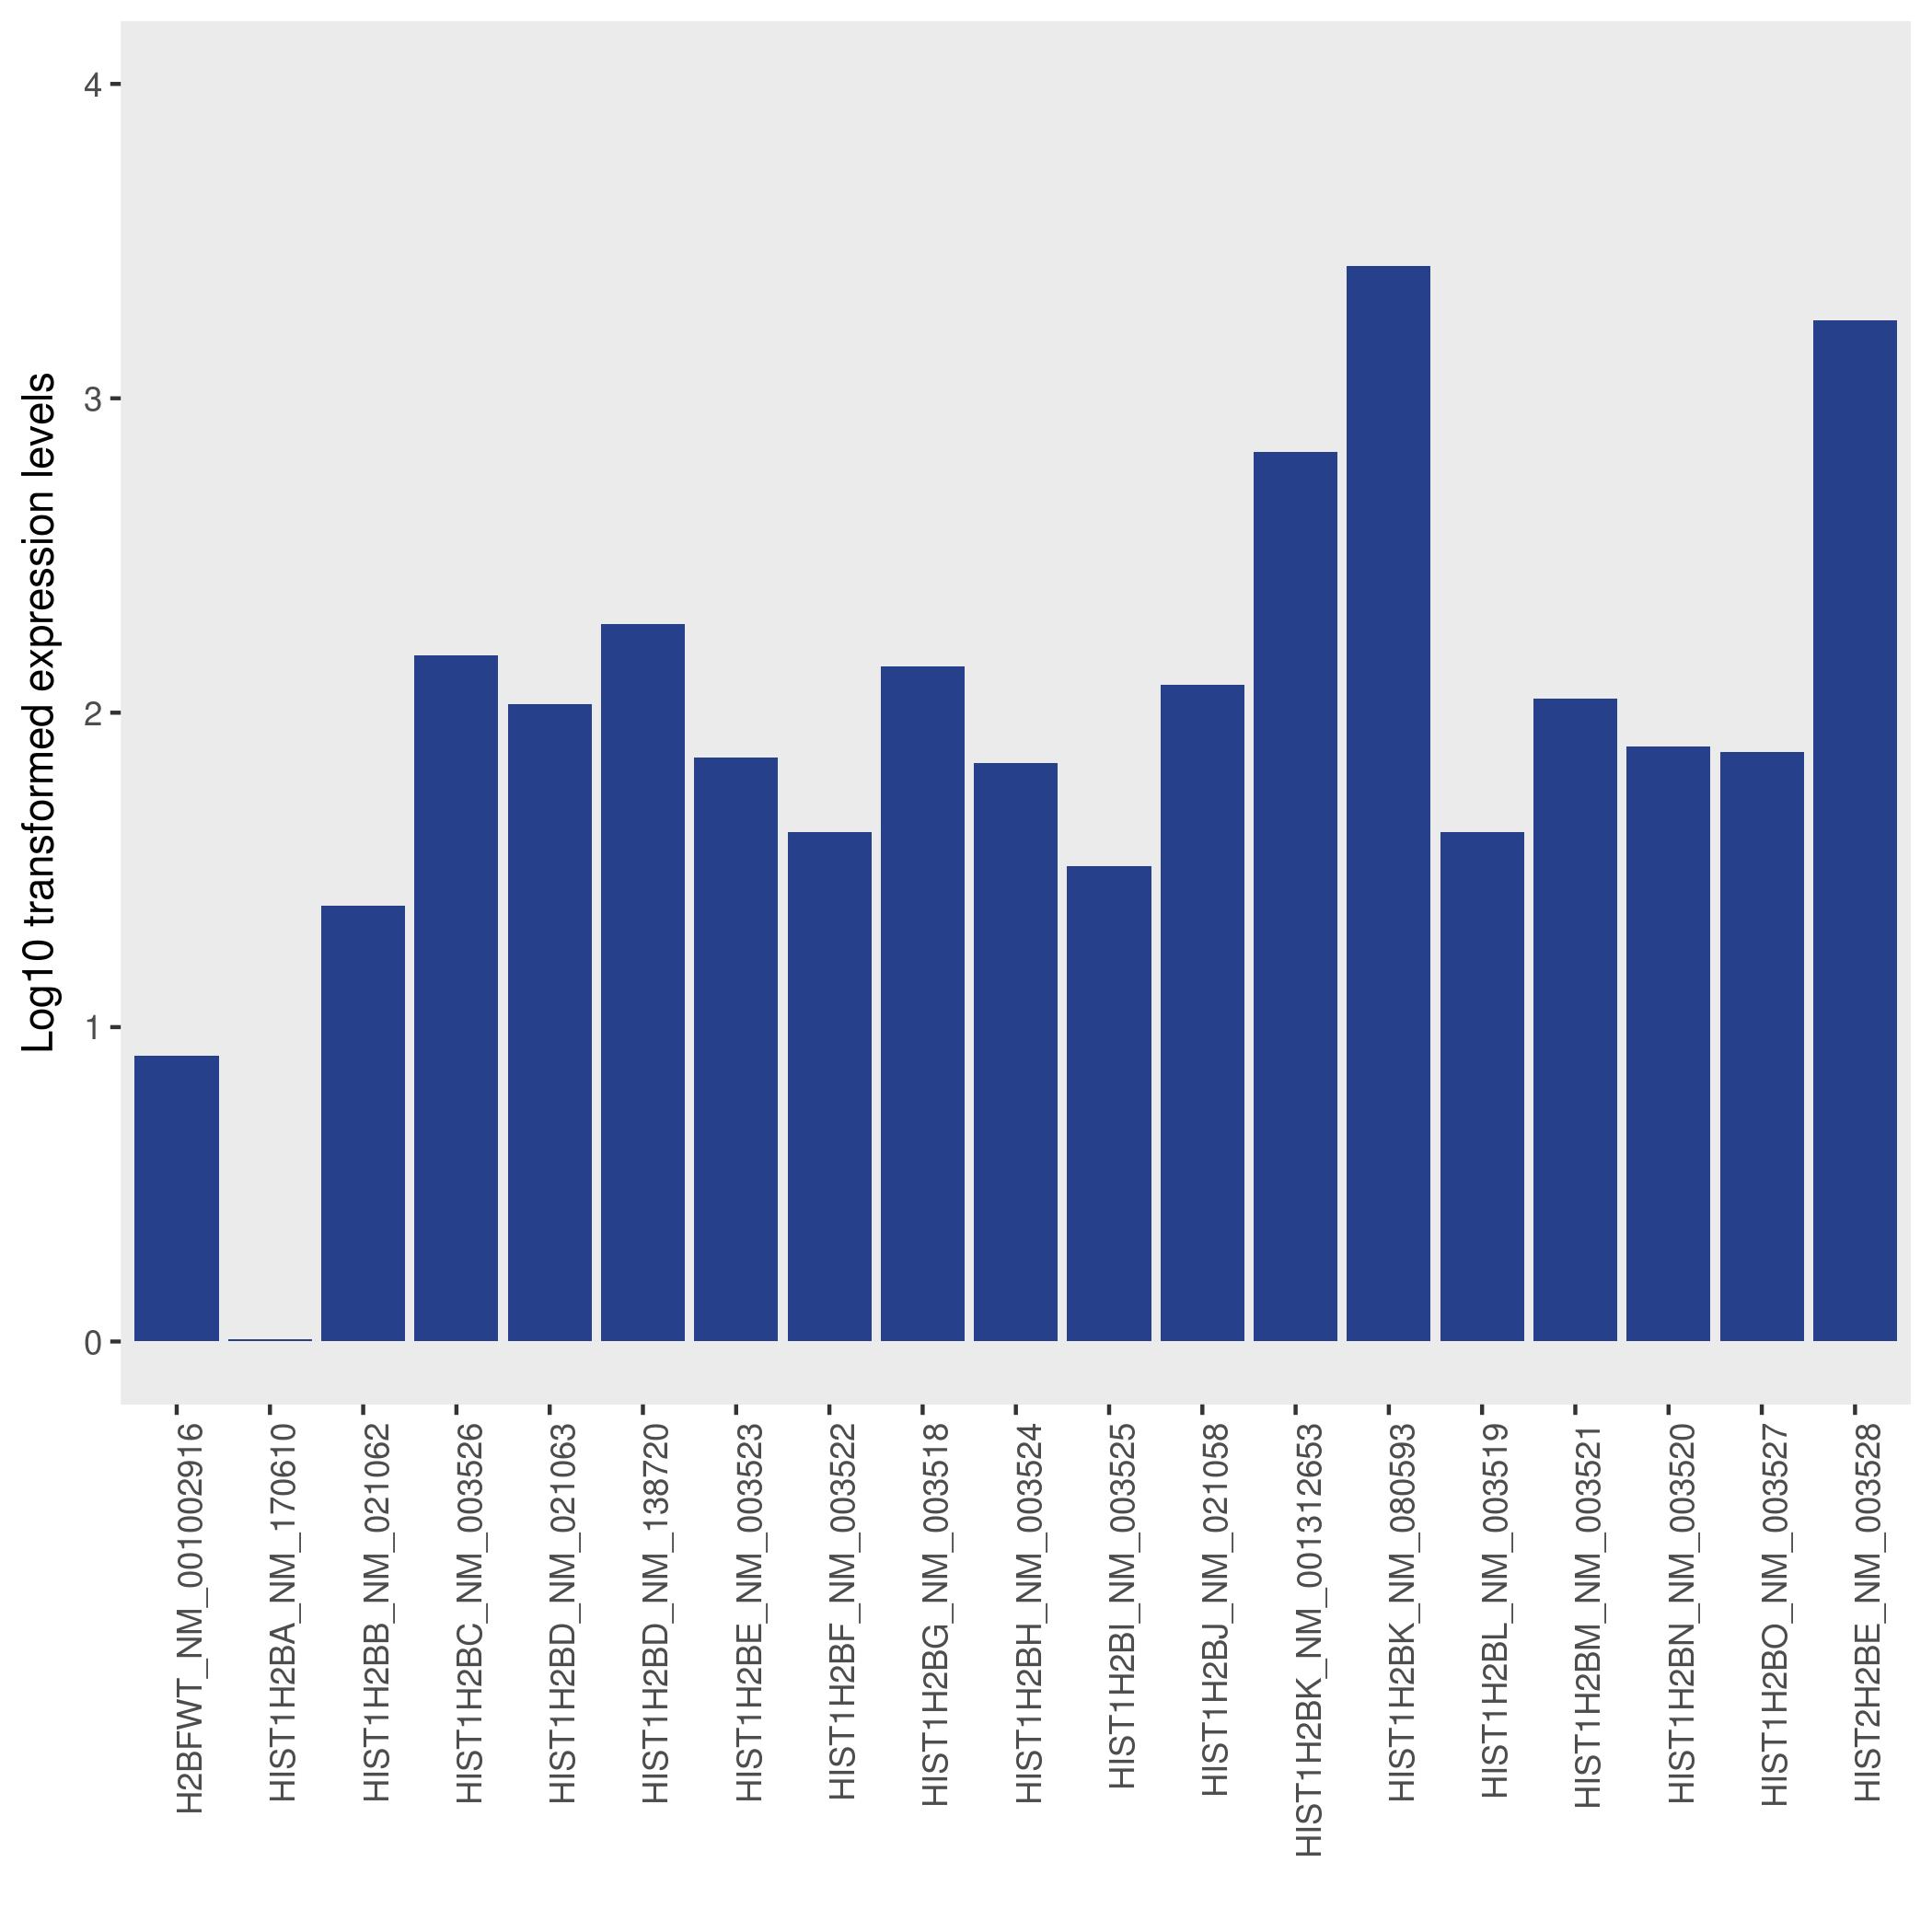 Log10 transformed expression levels
4
3
2
1
0
H2BFWT_NM_001002916
HIST1H2BA_NM_170610
HIST1H2BB_NM_021062
HIST1H2BC_NM_003526
HIST1H2BD_NM_021063
HIST1H2BD_NM_138720
HIST1H2BE_NM_003523
HIST1H2BF_NM_003522
HIST1H2BG_NM_003518
HIST1H2BH_NM_003524
HIST1H2BI_NM_003525
HIST1H2BJ_NM_021058
HIST1H2BK_NM_001312653
HIST1H2BK_NM_080593
HIST1H2BL_NM_003519
HIST1H2BM_NM_003521
HIST1H2BN_NM_003520
HIST1H2BO_NM_003527
HIST2H2BE_NM_003528